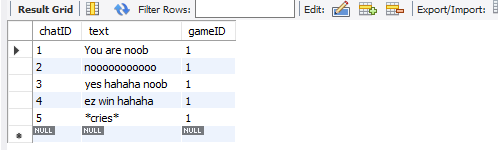 Result Grid Filter Rows: Edit: Export/Import:
chatID text gameID
1 You are noob 1
2 nooooooooooo 1
3 yes hahaha noob 1
4 ez win hahaha 1
5 *cries* 1
NULL NULL NULL